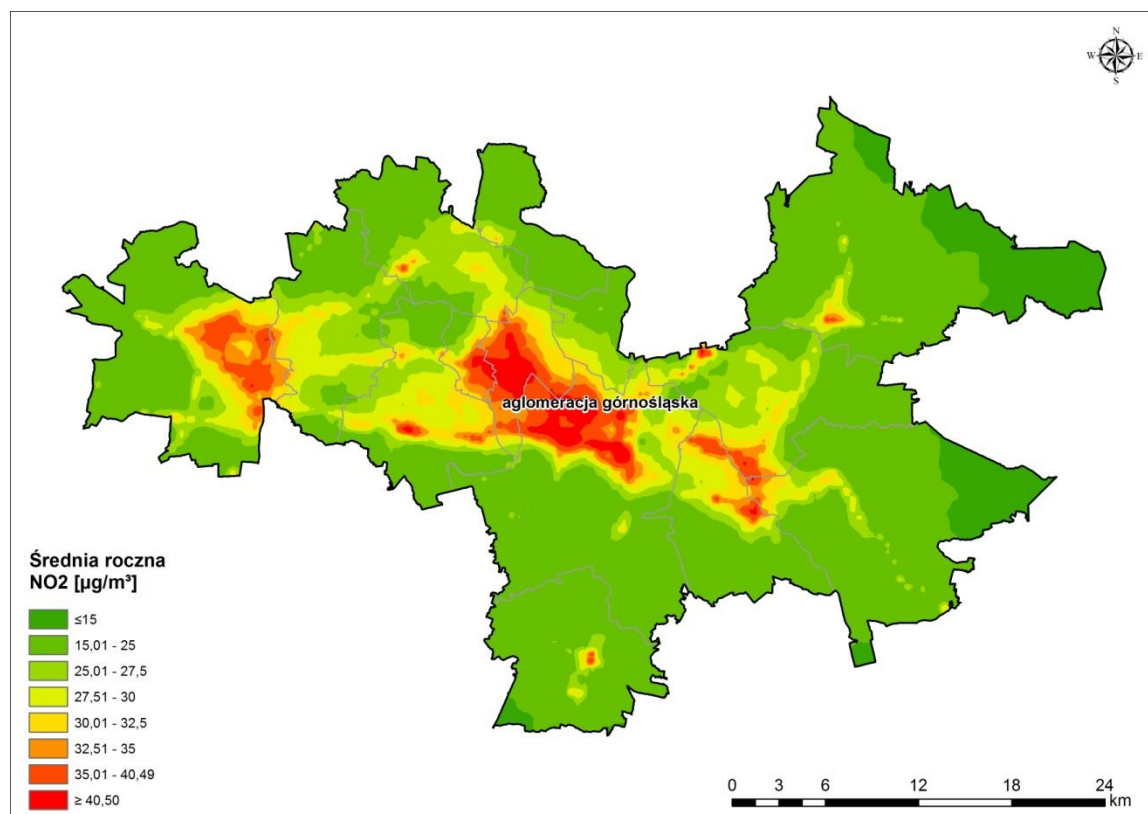 N
W E
S
aglomeracja górnośląska
Średnia roczna
NO2 [µg/m³]
≤15
15,01 - 25
25,01 - 27,5
27,51 - 30
30,01 - 32,5
32,51 - 35
35,01 - 40,49
≥ 40,50
0 3 6 12 18 24
km